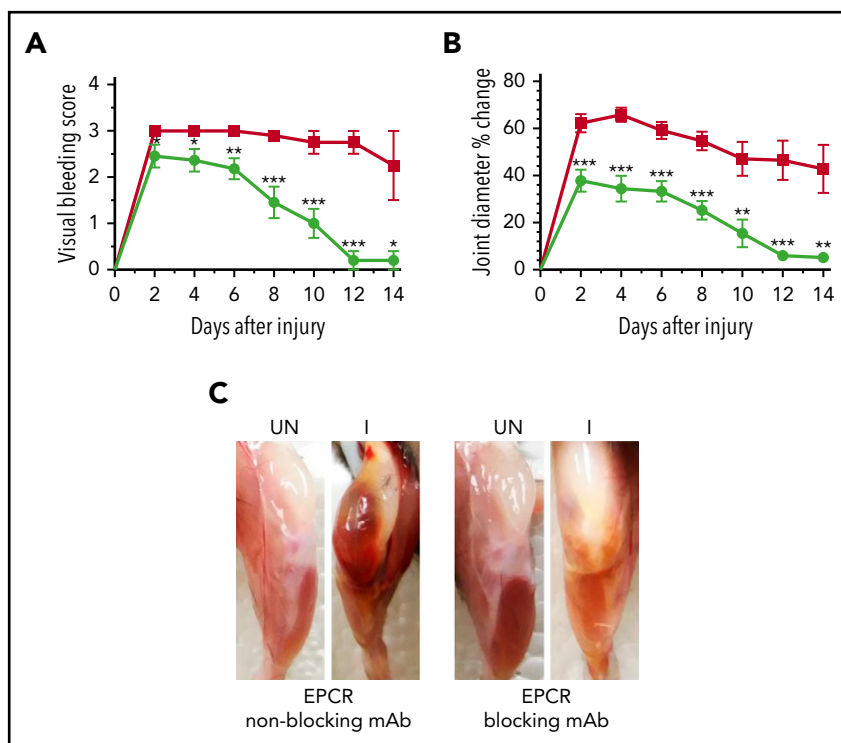 A
Visual bleeding score
4
3
2
1
0
* * ** *** *** *** *
0 2 4 6 8 10 12 14
Days after injury
B
Joint diameter % change
80
60
40
20
0
*** *** *** *** ** *** **
0 2 4 6 8 10 12 14
Days after injury
C
UN I UN I
EPCR
non-blocking mAb
EPCR
blocking mAb